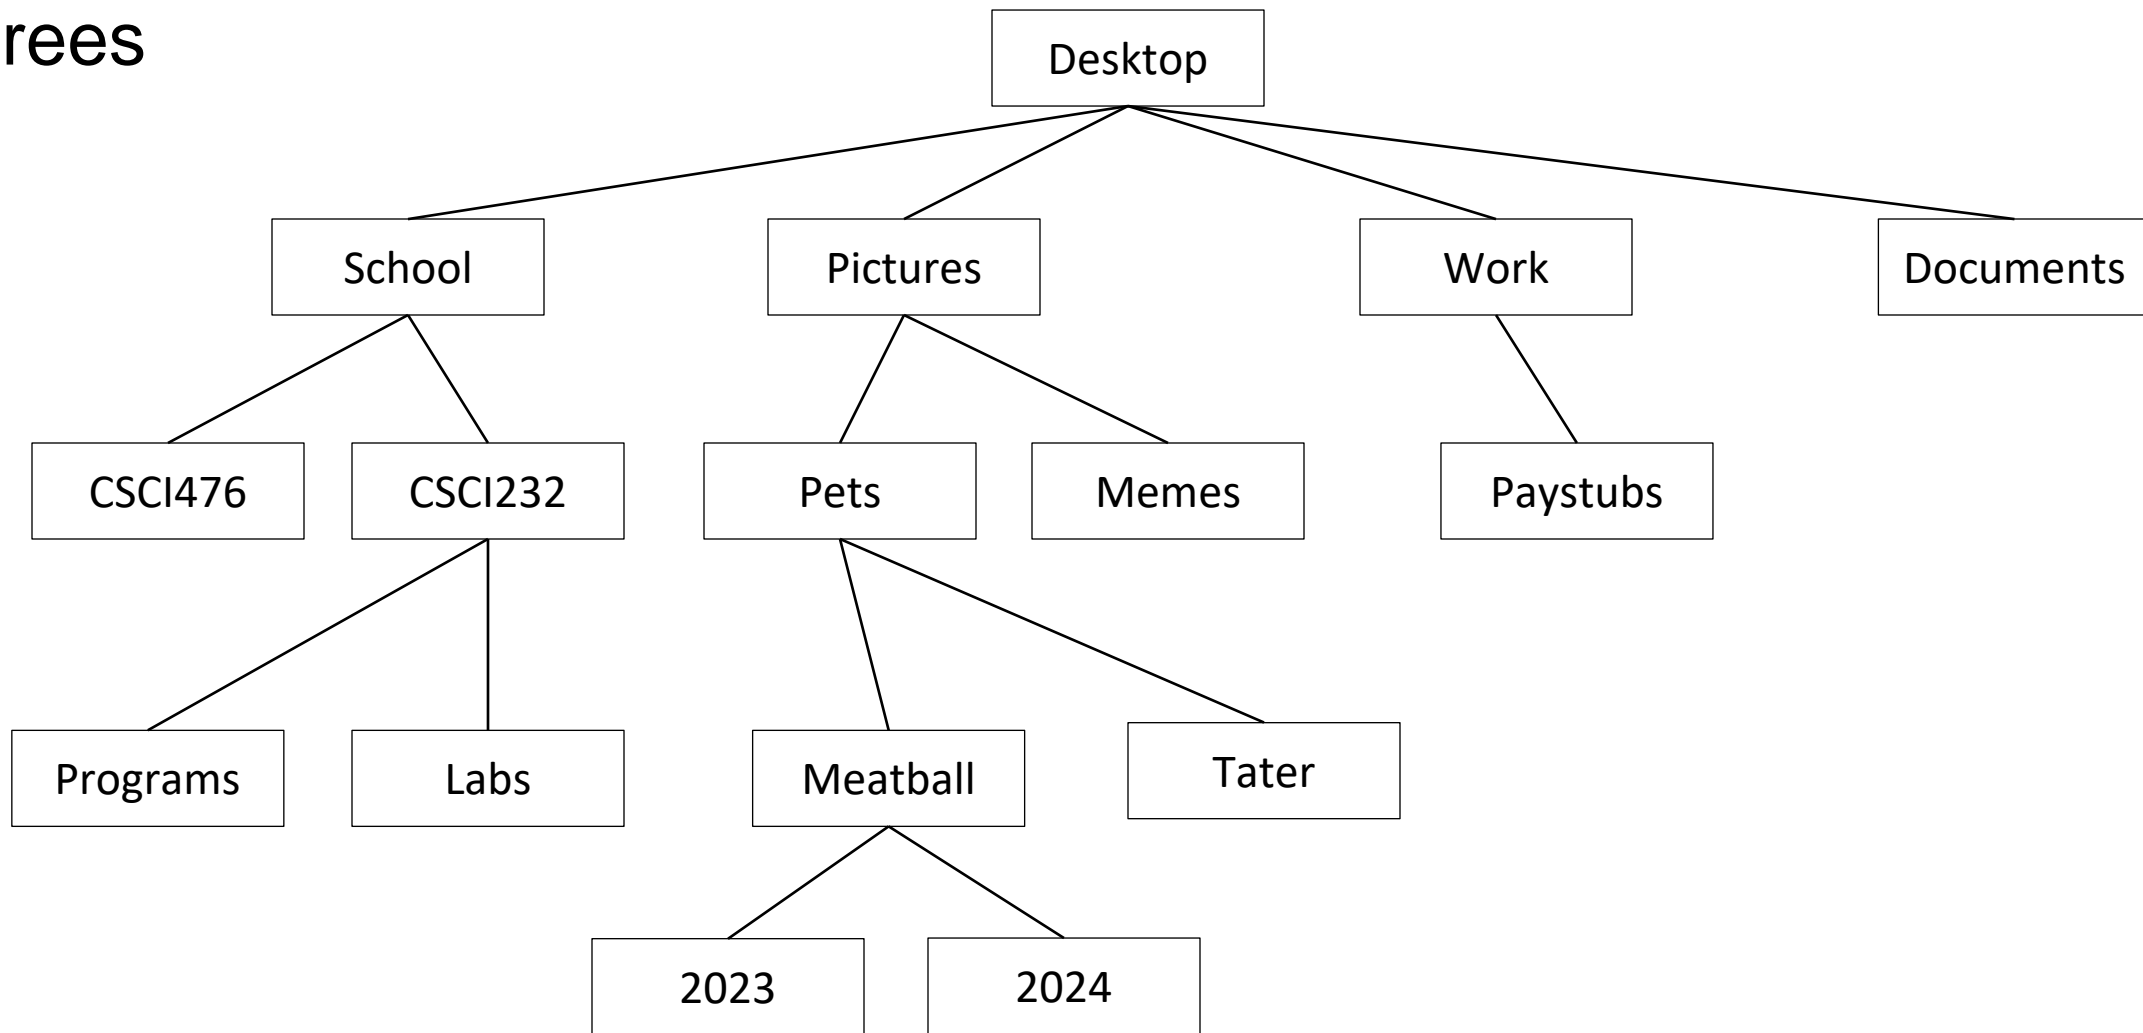 rees
Desktop
School
Pictures
Work
Documents
CSCI476
CSCI232
Pets
Memes
Paystubs
Programs
Labs
Meatball
Tater
2023
2024